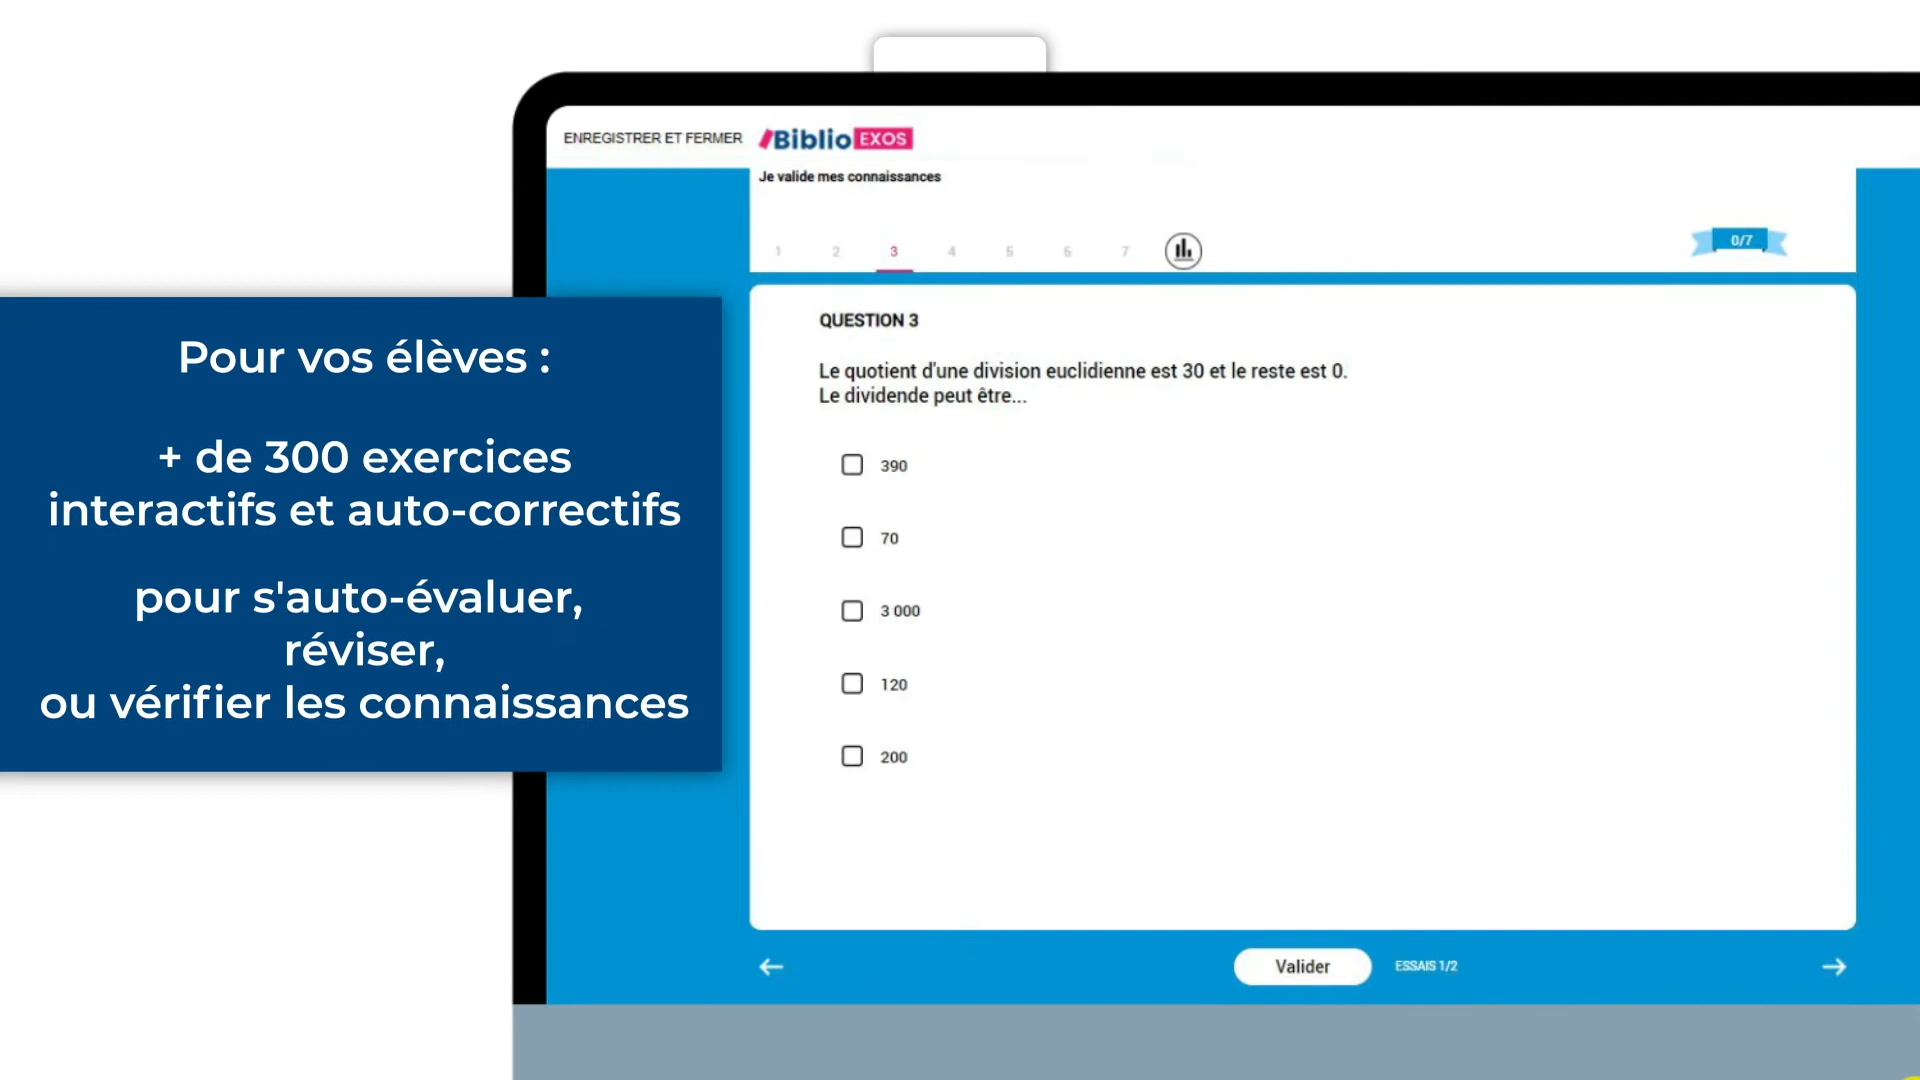 ENREGISTRER ET FERMER
Biblio EXOS
Je valide mes connaissances
1 2 3 4 5 6 7
0/7
Pour vos élèves :
+ de 300 exercices
interactifs et auto-correctifs
pour s'auto-évaluer,
réviser,
ou vérifier les connaissances
QUESTION 3
Le quotient d'une division euclidienne est 30 et le reste est 0.
Le dividende peut être...
390
70
3 000
120
200
Valider
ESSAIS 1/2